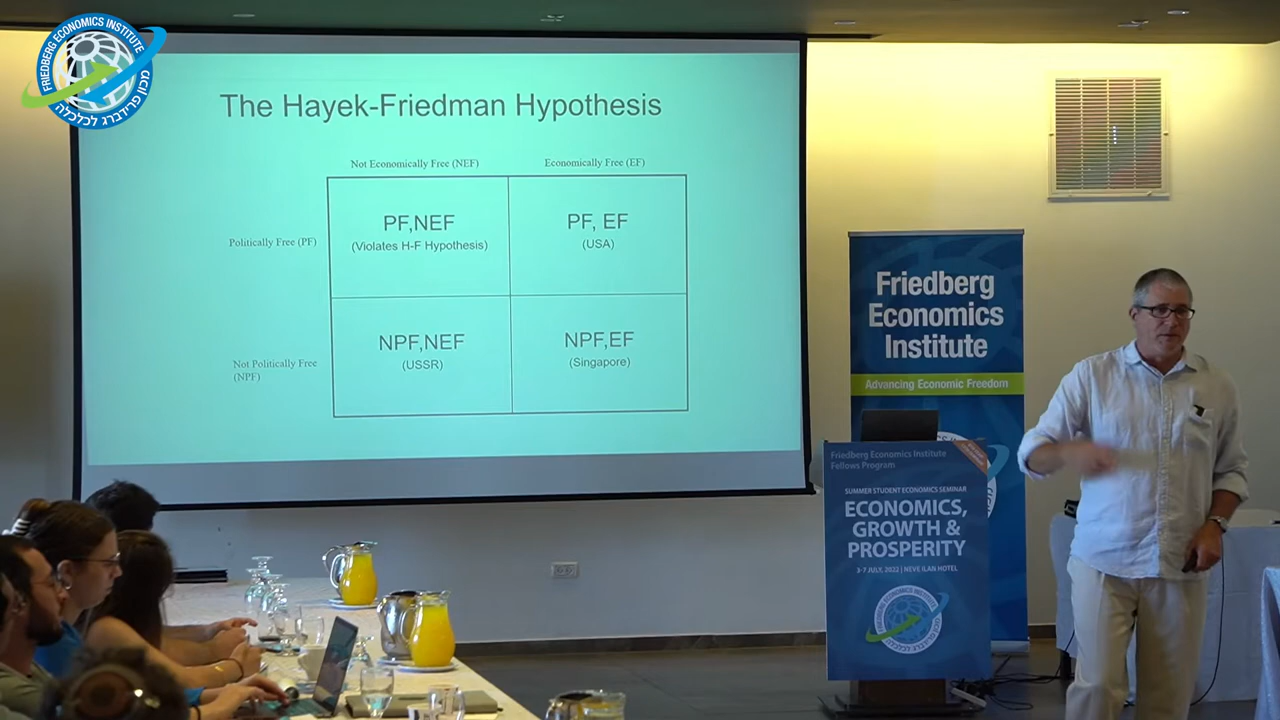 FRIEDBERG ECONOMICS INSTITUTE
מכון פרידברג לכלכלה
The Hayek-Friedman Hypothesis
Not Economically Free (NEF)
Economically Free (EF)
Politically Free (PF)
PF,NEF
(Violates H-F Hypothesis)
PF, EF
(USA)
Not Politically Free
(NPF)
NPF,NEF
(USSR)
NPF,EF
(Singapore)
Friedberg
Economics
Institute
Advancing Economic Freedom
Friedberg Economics Institute
Fellows Program
SUMMER STUDENT ECONOMICS SEMINAR
ECONOMICS,
GROWTH &
PROSPERITY
3-7 JULY, 2022 | NEVE ILAN HOTEL
FRIEDBERG ECONOMICS INSTITUTE